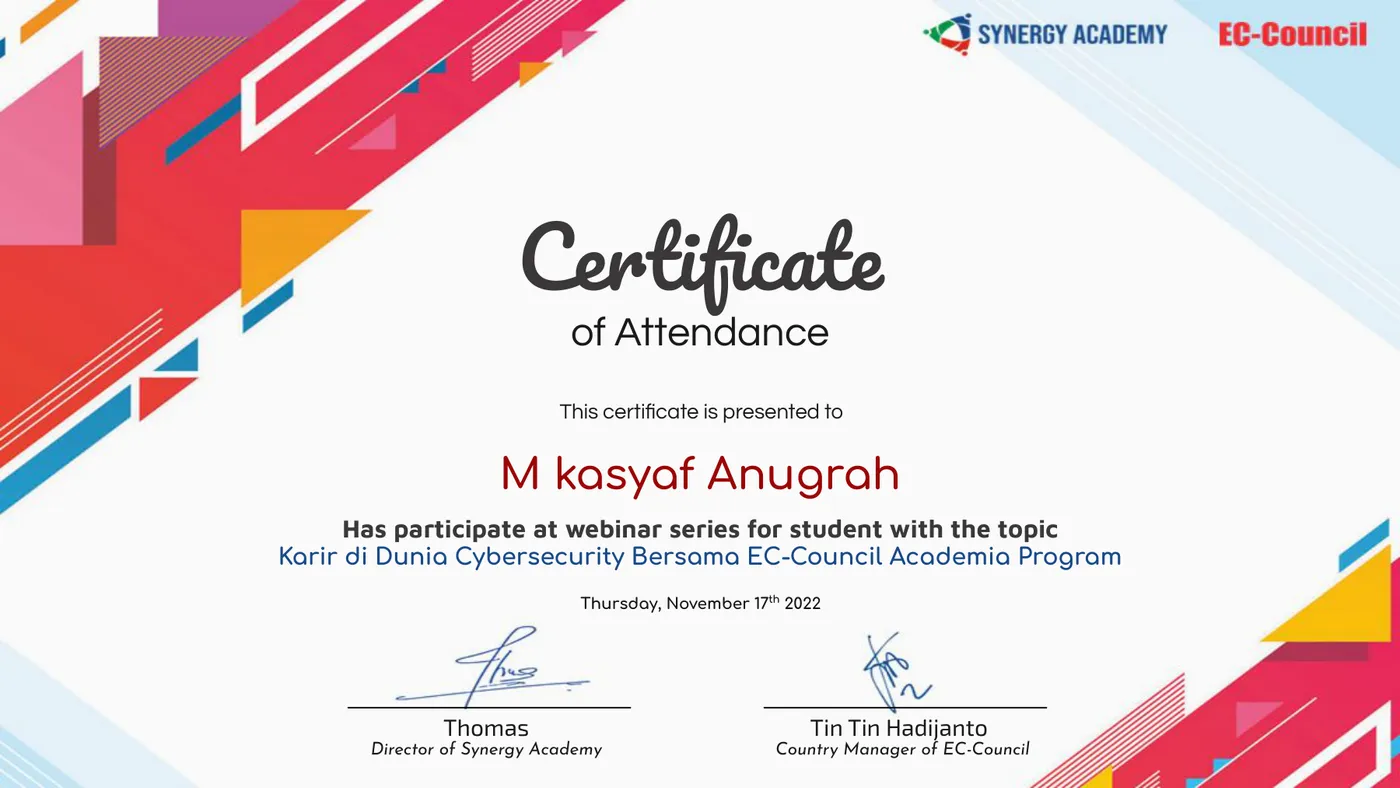 SYNERGY ACADEMY EC-Council
Certificate
of Attendance
This certificate is presented to
M kasyaf Anugrah
Has participate at webinar series for student with the topic
Karir di Dunia Cybersecurity Bersama EC-Council Academia Program
Thursday, November 17th 2022
Thomas
Director of Synergy Academy
Tin Tin Hadijanto
Country Manager of EC-Council